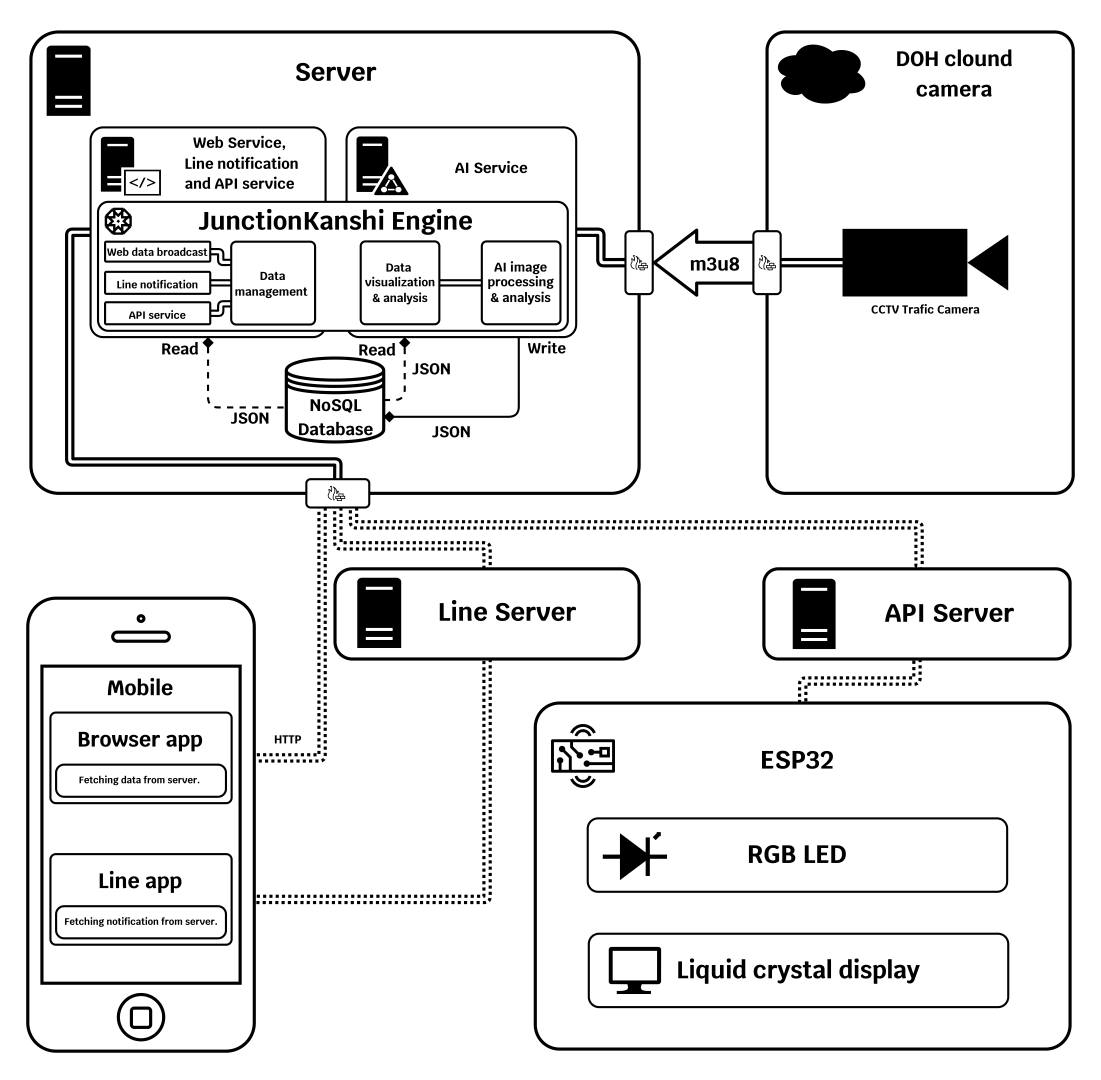 Server
Web Service,
Line notification
and API service
</>
AI Service
JunctionKanshi Engine
Web data broadcast
Line notification
API service
Data
management
Data
visualization
& analysis
AI image
processing
& analysis
Read
JSON
Read
JSON
Write
JSON
NoSQL
Database
m3u8
DOH clound
camera
CCTV Trafic Camera
Line Server
API Server
Mobile
Browser app
Fetching data from server.
HTTP
Line app
Fetching notification from server.
ESP32
RGB LED
Liquid crystal display